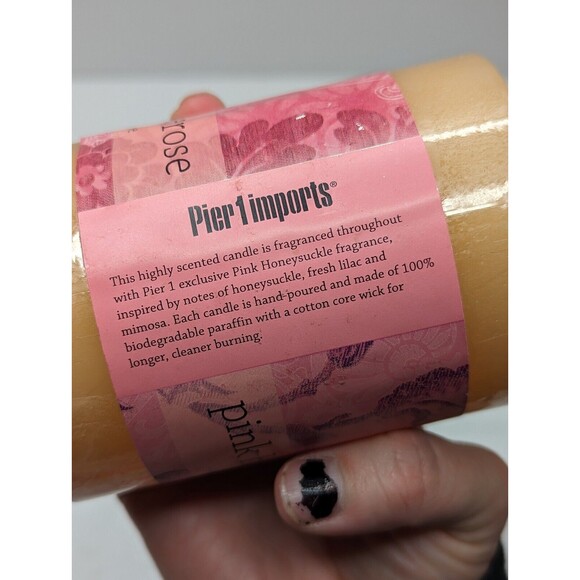 rose
Pier 1 imports®
This highly scented candle is fragranced throughout
with Pier 1 exclusive Pink Honeysuckle fragrance,
inspired by notes of honeysuckle, fresh lilac and
mimosa. Each candle is hand-poured and made of 100%
biodegradable paraffin with a cotton core wick for
longer, cleaner burning.
pink